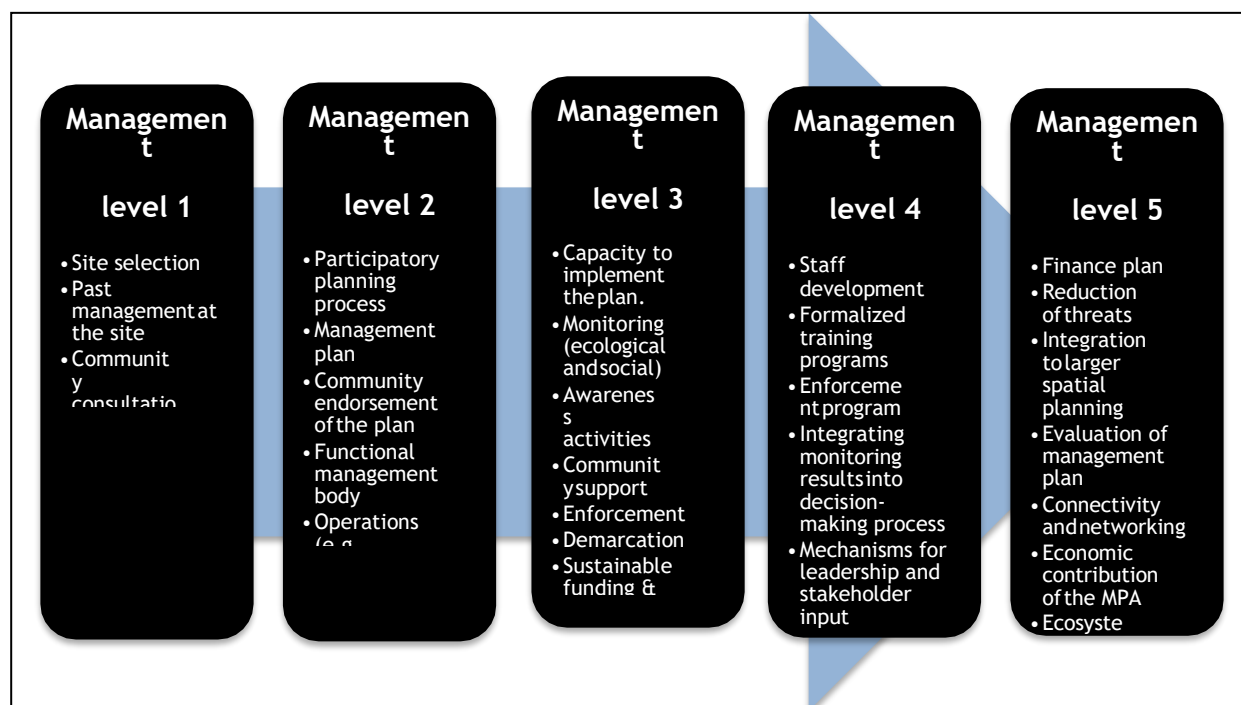 Managemen
t
level 1
• Site selection
• Past
management at
the site
• Communit
y
consultatio
Managemen
t
level 2
• Participatory
planning
process
• Management
plan
• Community
endorsement
of the plan
• Functional
management
body
• Operations
(e.g
Managemen
t
level 3
• Capacity to
implement
the plan.
• Monitoring
(ecological
and social)
• Awarenes
s
activities
• Communit
y support
• Enforcement
• Demarcation
• Sustainable
funding &
Managemen
t
level 4
• Staff
development
• Formalized
training
programs
• Enforceme
nt program
• Integrating
monitoring
results into
decision-
making process
• Mechanisms for
leadership and
stakeholder
input
Managemen
t
level 5
• Finance plan
• Reduction
of threats
• Integration
to larger
spatial
planning
• Evaluation of
management
plan
• Connectivity
and networking
• Economic
contribution
of the MPA
• Ecosyste